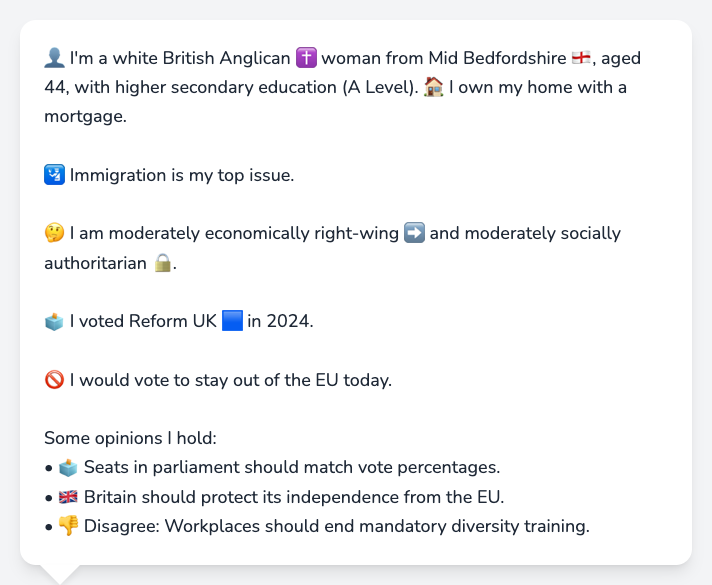 👤 I'm a white British Anglican ✝️ woman from Mid Bedfordshire 🏴󠁧󠁢󠁥󠁮󠁧󠁿, aged
44, with higher secondary education (A Level). 🏠 I own my home with a
mortgage.
🛂 Immigration is my top issue.
🤔 I am moderately economically right-wing ➡️ and moderately socially
authoritarian 🔒.
🗳️ I voted Reform UK 🟦 in 2024.
🚫 I would vote to stay out of the EU today.
Some opinions I hold:
• 🗳️ Seats in parliament should match vote percentages.
• 🇬🇧 Britain should protect its independence from the EU.
• 👎 Disagree: Workplaces should end mandatory diversity training.